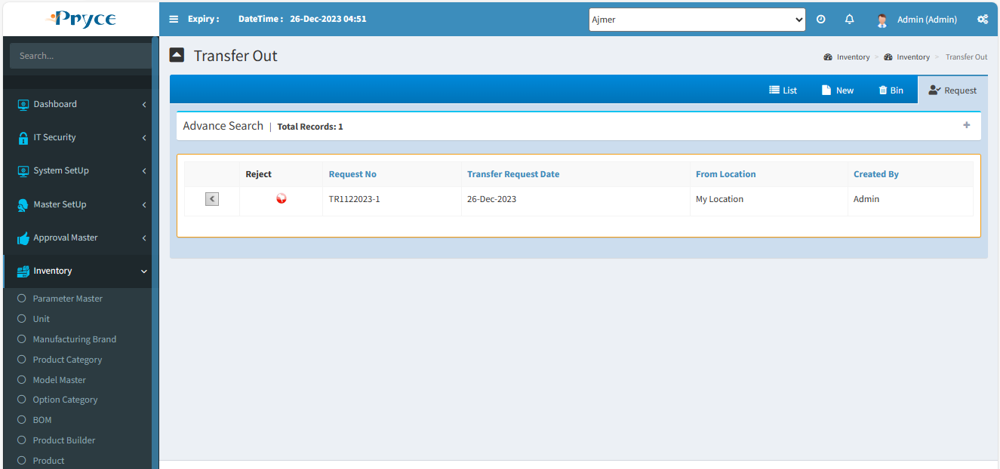 Pryce
Expiry : DateTime : 26-Dec-2023 04:51 Ajmer Admin (Admin)
Search...
Transfer Out
Inventory > Inventory > Transfer Out
List New Bin Request
Advance Search | Total Records: 1
Reject Request No Transfer Request Date From Location Created By
TR1122023-1 26-Dec-2023 My Location Admin
Dashboard
IT Security
System SetUp
Master SetUp
Approval Master
Inventory
Parameter Master
Unit
Manufacturing Brand
Product Category
Model Master
Option Category
BOM
Product Builder
Product